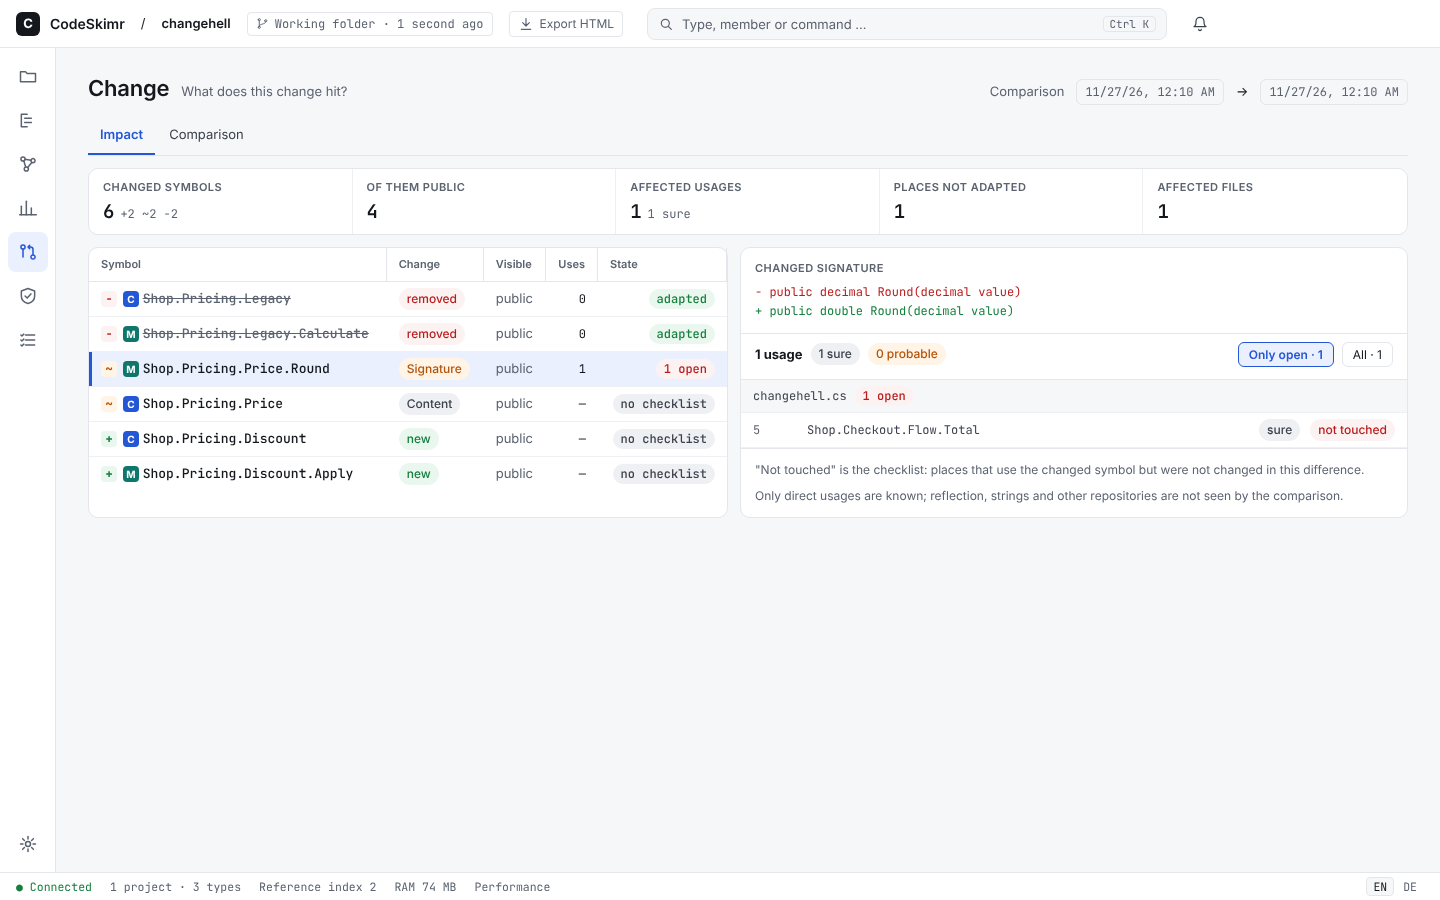 C CodeSkimr / changehell Working folder · 1 second ago Export HTML Type, member or command ... Ctrl K
Change What does this change hit? Comparison 11/27/26, 12:10 AM → 11/27/26, 12:10 AM
Impact Comparison
CHANGED SYMBOLS OF THEM PUBLIC AFFECTED USAGES PLACES NOT ADAPTED AFFECTED FILES
6 +2 ~2 -2 4 1 1 sure 1 1
Symbol Change Visible Uses State
- C Shop.Pricing.Legacy removed public 0 adapted
- M Shop.Pricing.Legacy.Calculate removed public 0 adapted
~ M Shop.Pricing.Price.Round Signature public 1 1 open
~ C Shop.Pricing.Price Content public — no checklist
+ C Shop.Pricing.Discount new public — no checklist
+ M Shop.Pricing.Discount.Apply new public — no checklist
CHANGED SIGNATURE
- public decimal Round(decimal value)
+ public double Round(decimal value)
1 usage 1 sure 0 probable Only open · 1 All · 1
changehell.cs 1 open
5 Shop.Checkout.Flow.Total sure not touched
"Not touched" is the checklist: places that use the changed symbol but were not changed in this difference.
Only direct usages are known; reflection, strings and other repositories are not seen by the comparison.
● Connected 1 project · 3 types Reference index 2 RAM 74 MB Performance EN DE